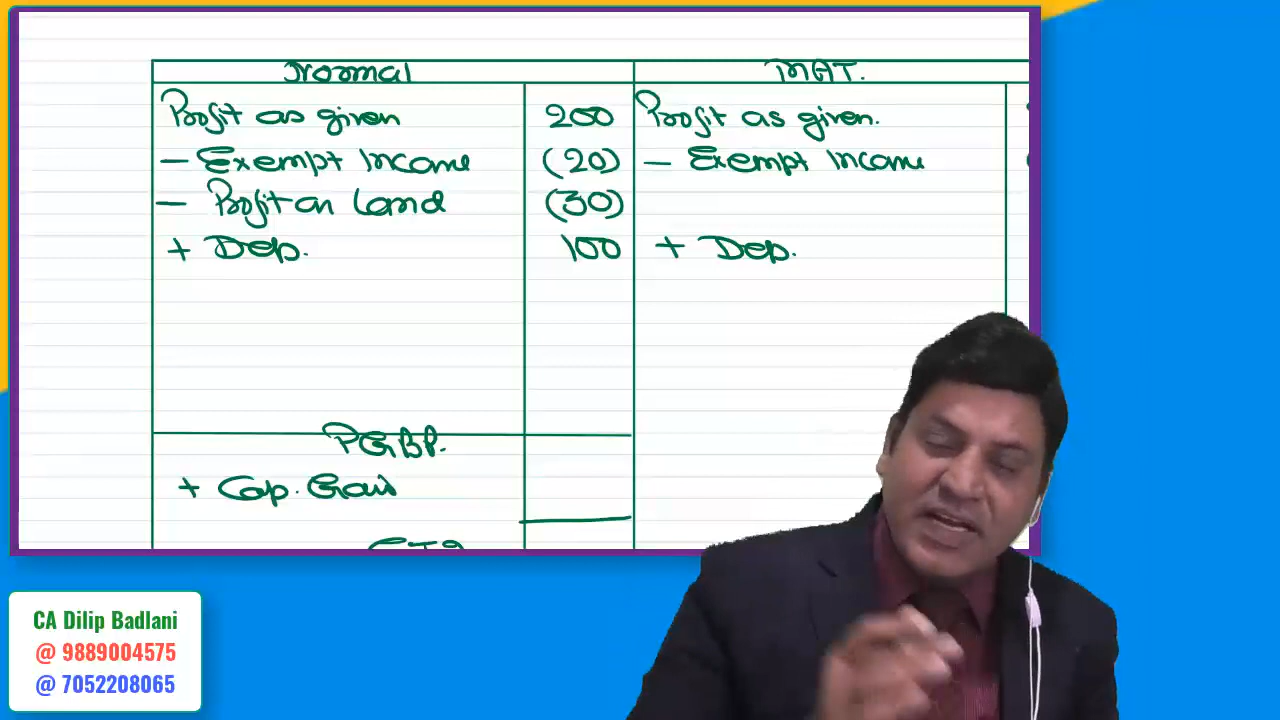 Normal
MAT.
Profit as given 200
Profit as given.
— Exempt Income (20)
— Exempt Income
— Profit on Land (30)
+ Dep. 100
+ Dep.
PGBP.
+ Cap. Gain
CA Dilip Badlani
@ 9889004575
@ 7052208065